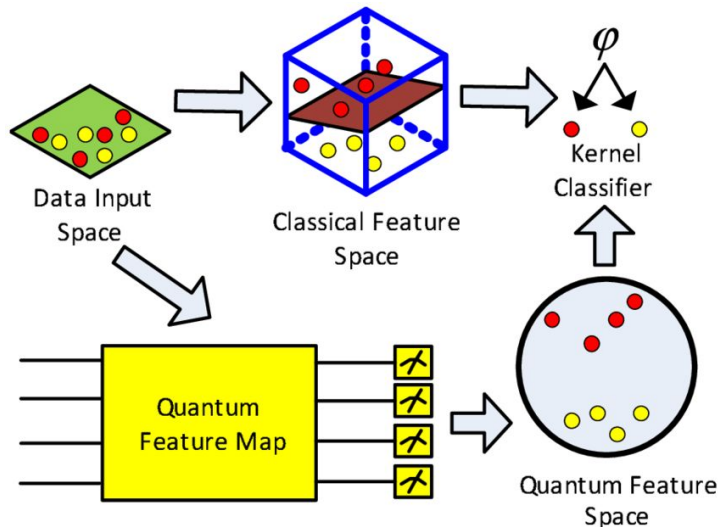 φ
Data Input
Space
Classical Feature
Space
Kernel
Classifier
Quantum
Feature Map
Quantum Feature
Space